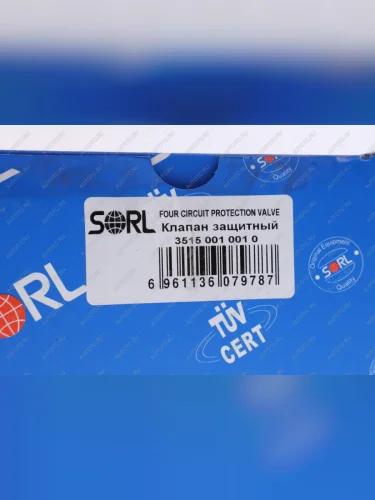 SORL
FOUR CIRCUIT PROTECTION VALVE
Клапан защитный
3515 001 001 0
6 961136 079787
RL
TÜV
CERT
Original Equipment
SORL
Quality